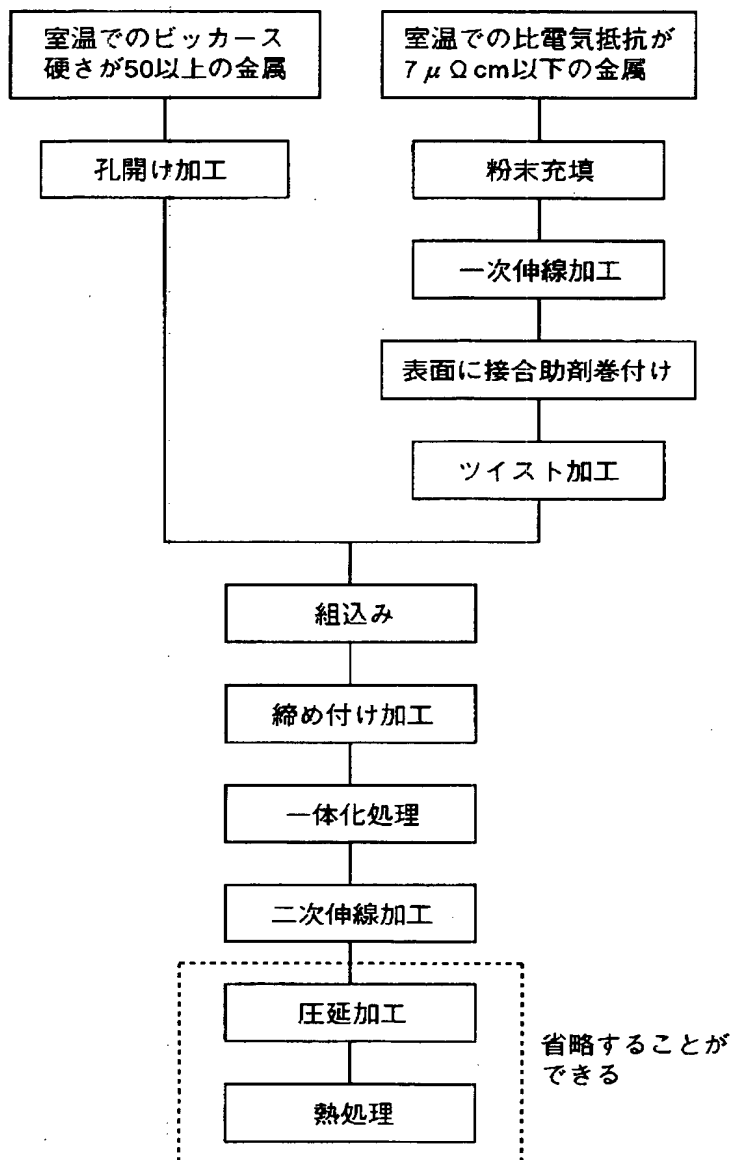 室温でのビッカース
硬さが50以上の金属
室温での比電気抵抗が
7μΩcm以下の金属
孔開け加工
粉末充填
一次伸線加工
表面に接合助剤巻付け
ツイスト加工
組込み
締め付け加工
一体化処理
二次伸線加工
圧延加工
熱処理
省略することが
できる